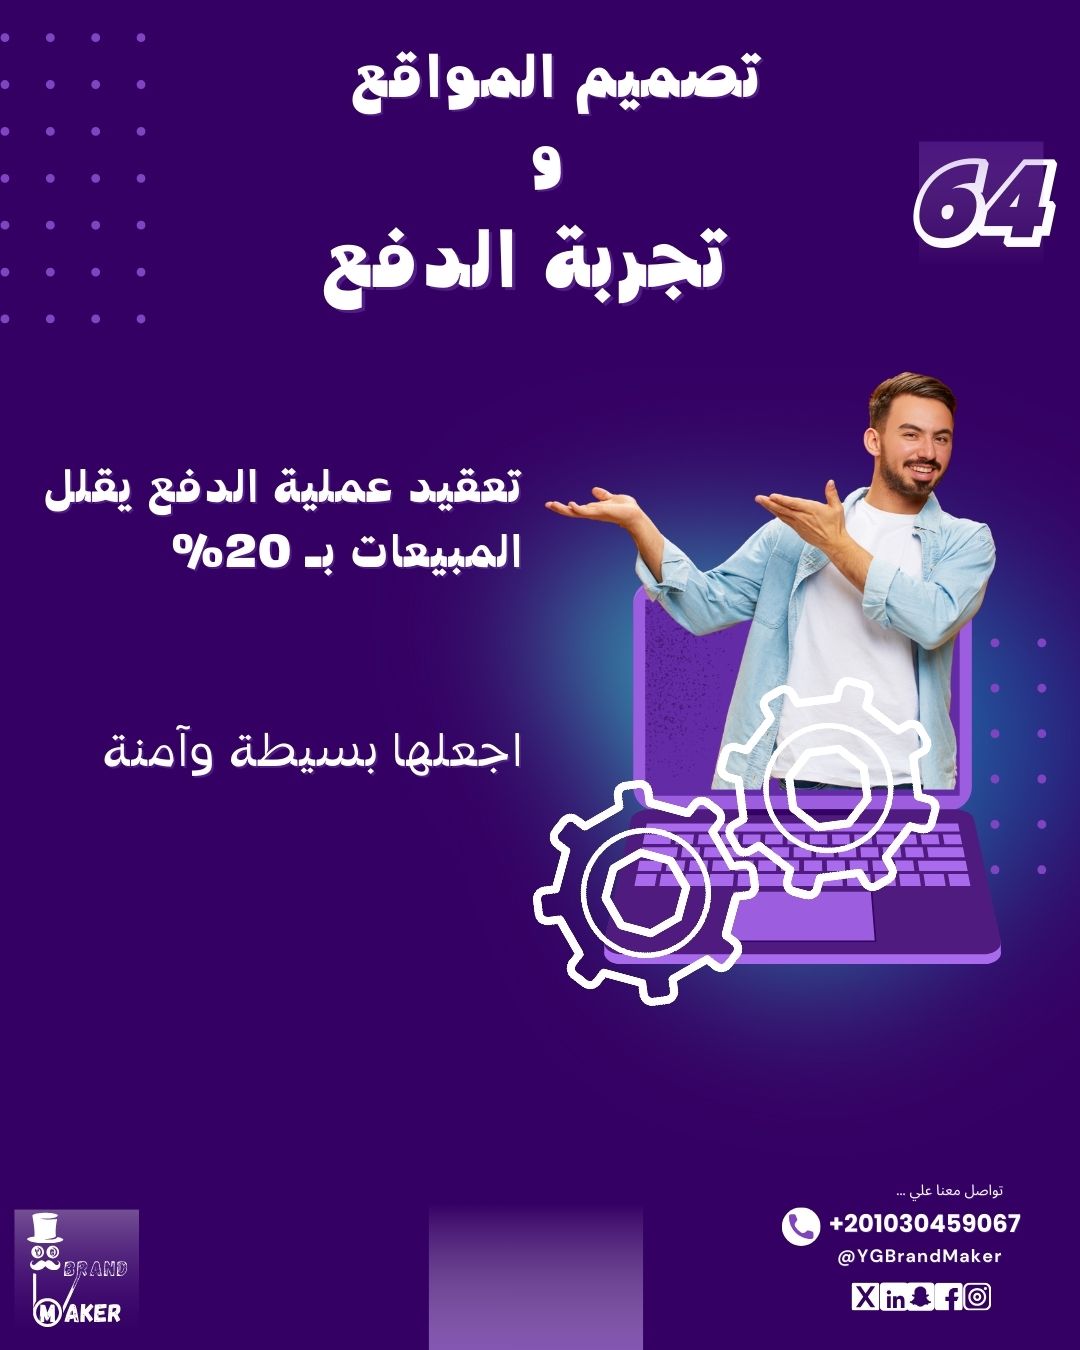 تصميم المواقع
و
تجربة الدفع
64
تعقيد عملية الدفع يقلل
المبيعات بـ 20%
اجعلها بسيطة وآمنة
تواصل معنا علي ...
+201030459067
@YGBrandMaker
BRAND
MAKER